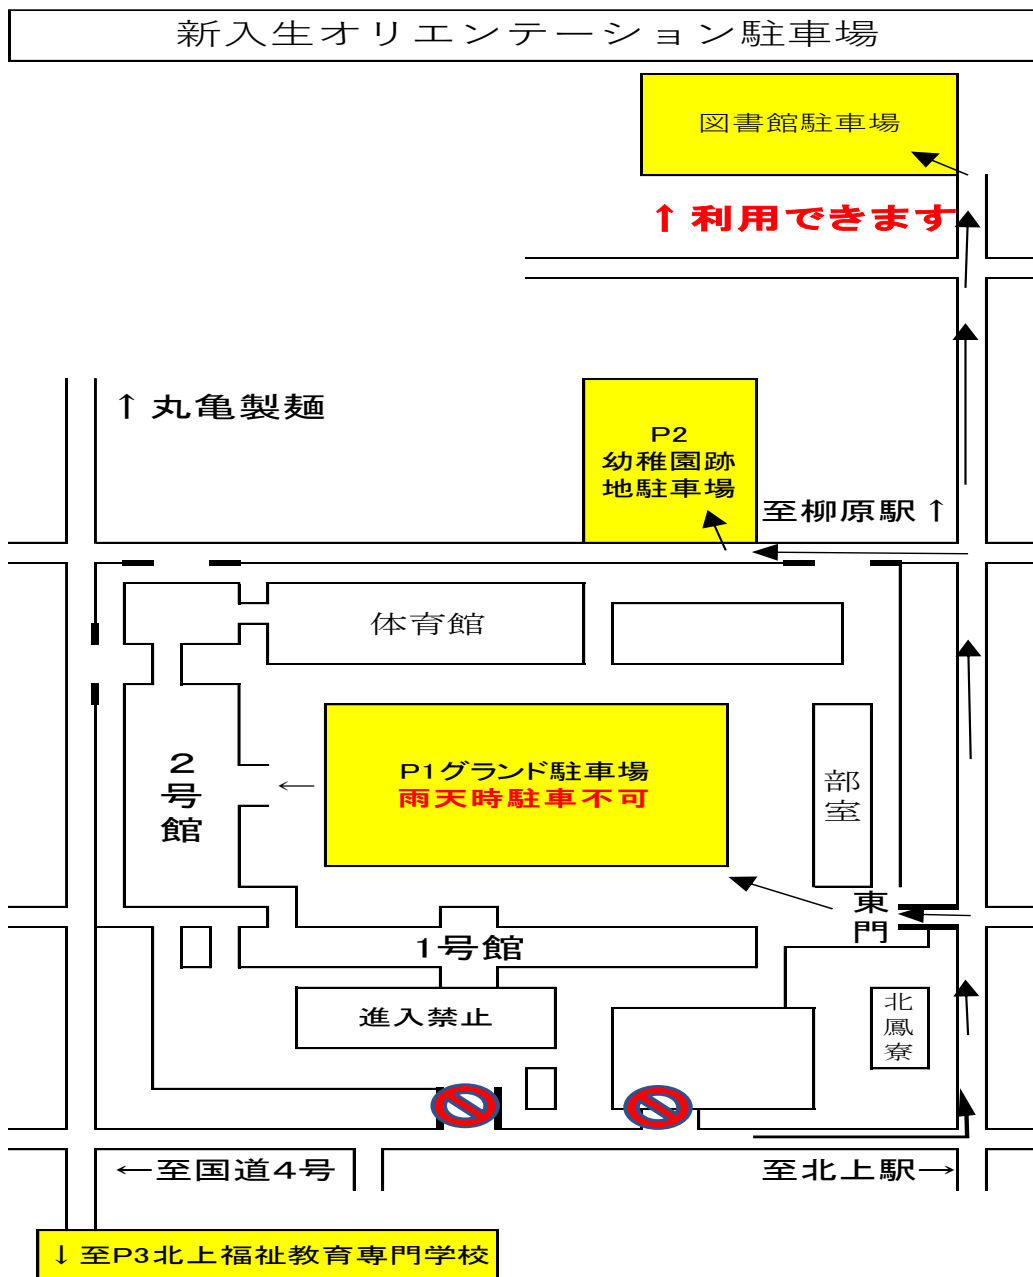 新入生オリエンテーション駐車場
図書館駐車場
↑利用できます
↑丸亀製麺
P2
幼稚園跡
地駐車場
至柳原駅↑
体育館
2号館
←
P1グランド駐車場
雨天時駐車不可
部室
東門
1号館
進入禁止
北鳳寮
←至国道4号
至北上駅→
↓至P3北上福祉教育専門学校